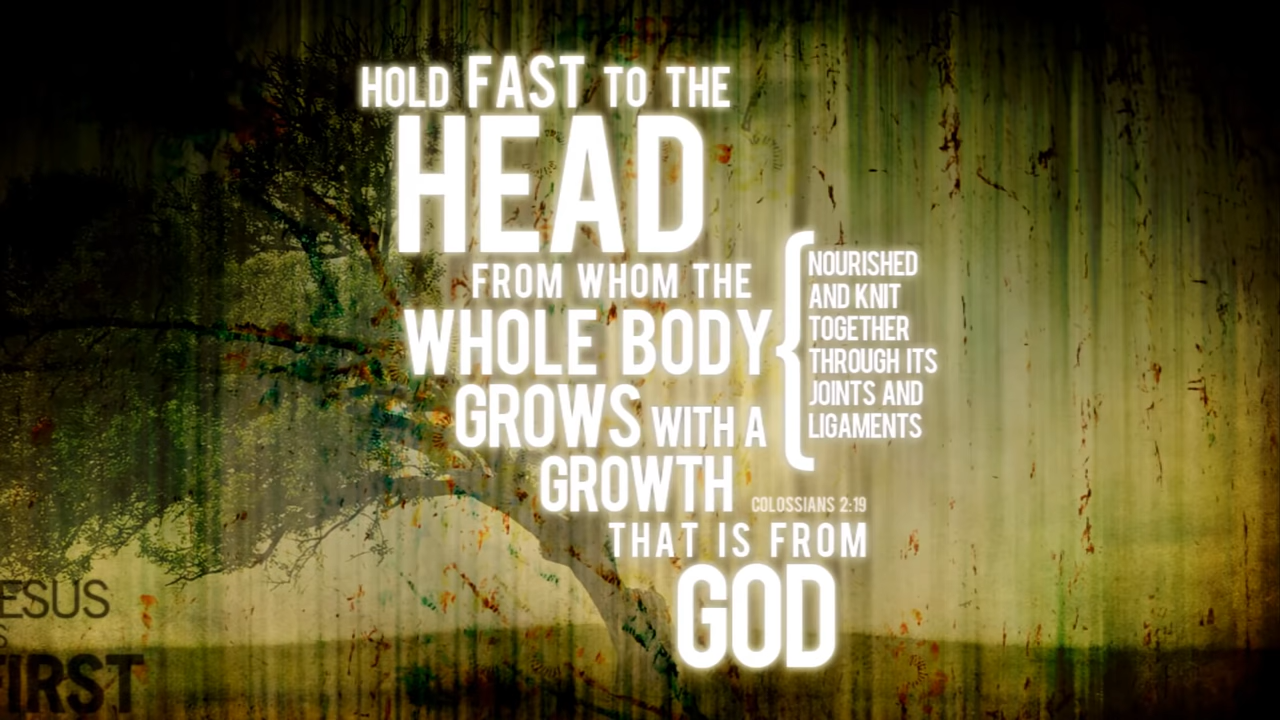 HOLD FAST TO THE
HEAD
FROM WHOM THE
WHOLE BODY
NOURISHED
AND KNIT
TOGETHER
THROUGH ITS
JOINTS AND
LIGAMENTS
GROWS WITH A
GROWTH
COLOSSIANS 2:19
THAT IS FROM
GOD
ESUS
S
FIRST